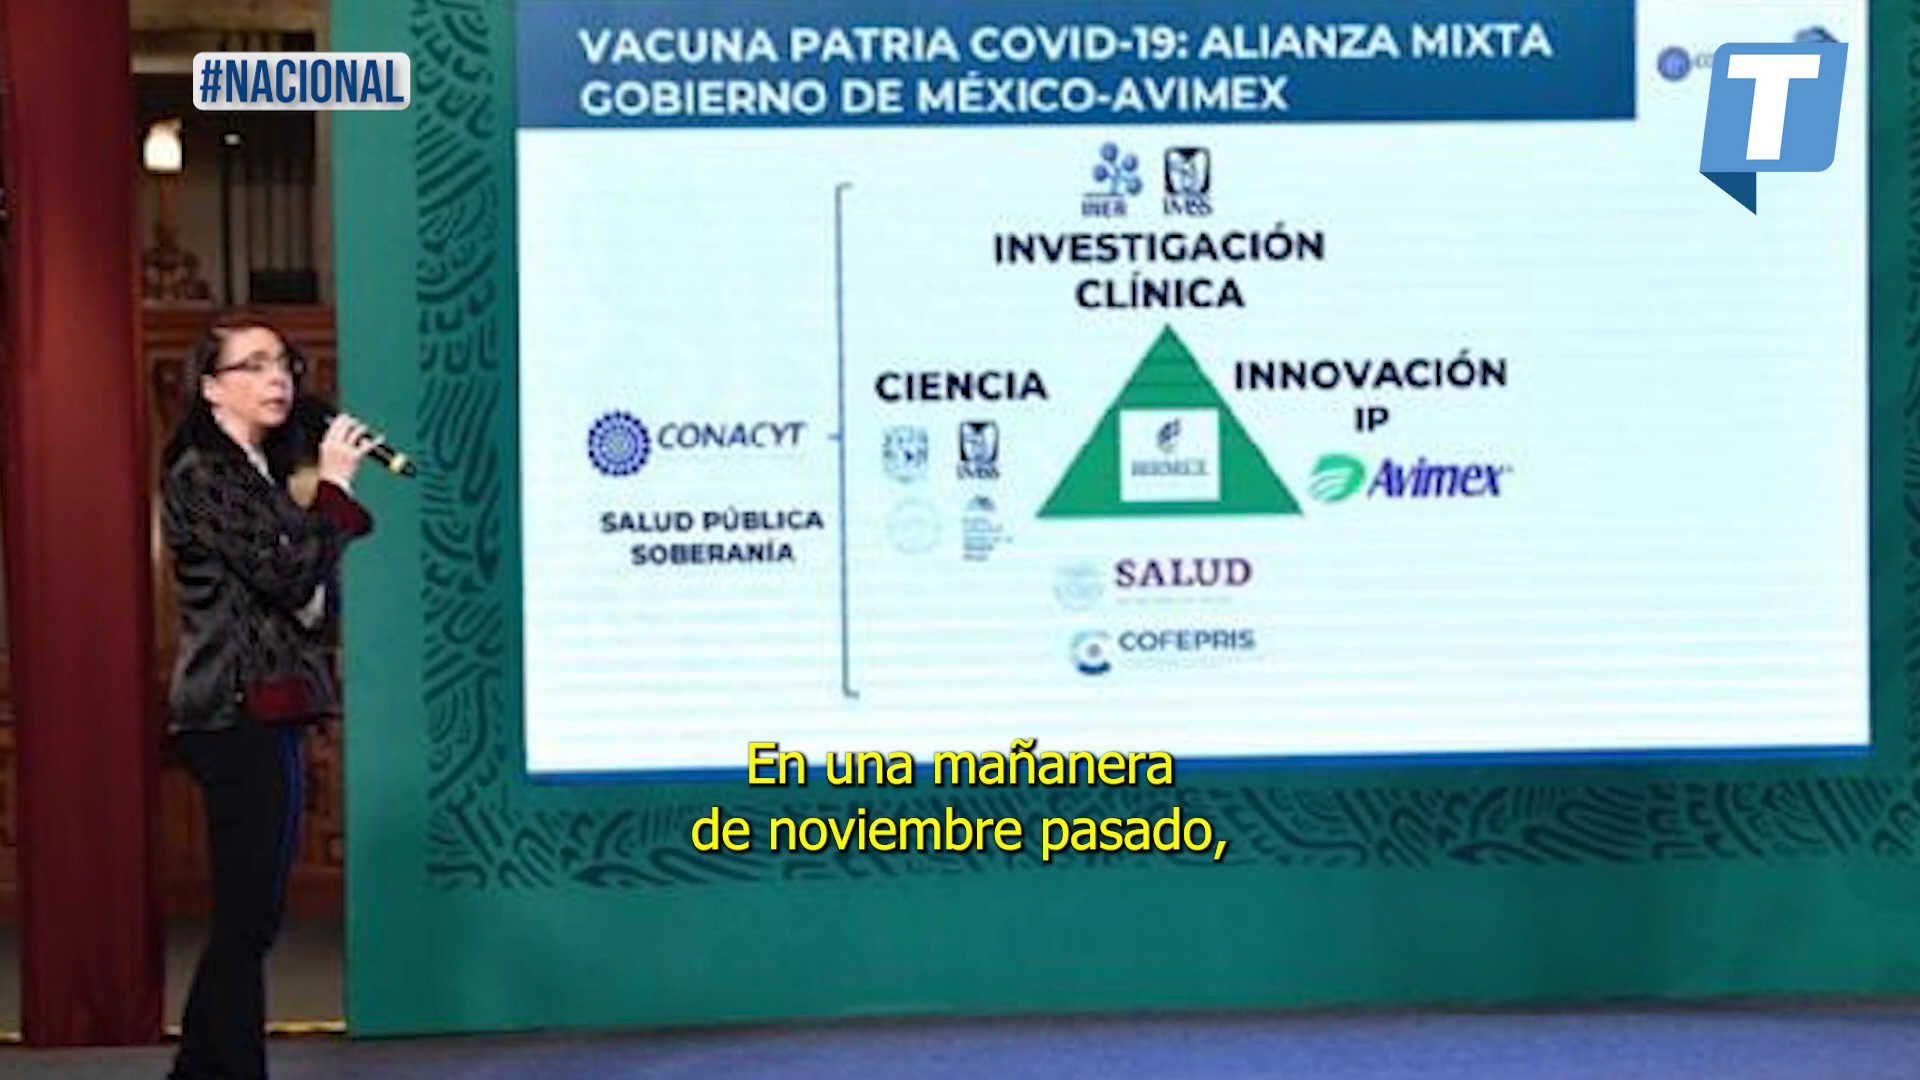 #NACIONAL
VACUNA PATRIA COVID-19: ALIANZA MIXTA
GOBIERNO DE MÉXICO-AVIMEX
T
INER
IMSS
INVESTIGACIÓN
CLÍNICA
CIENCIA
INNOVACIÓN
IP
CONACYT
IMSS
BIRMEX
Avimex
SALUD PÚBLICA
SOBERANÍA
SALUD
COFEPRIS
En una mañanera
de noviembre pasado,